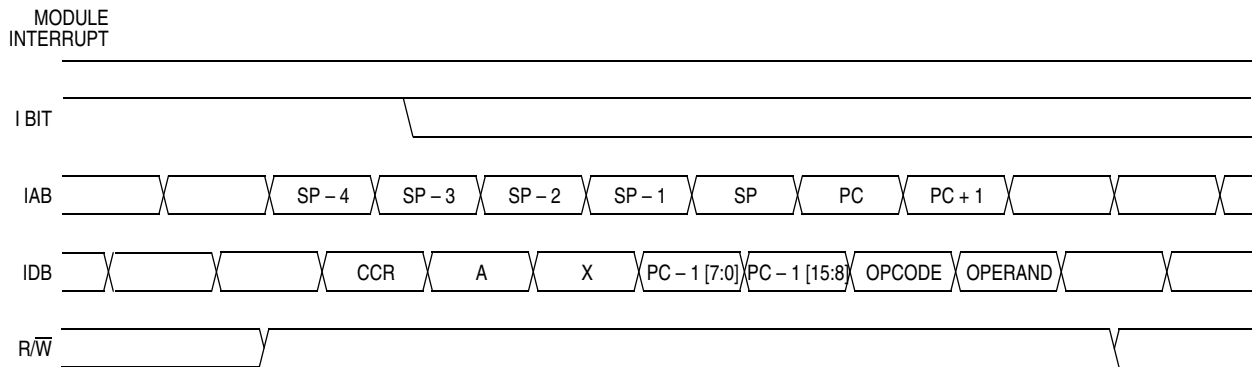 MODULE
INTERRUPT
I BIT
IAB SP – 4 SP – 3 SP – 2 SP – 1 SP PC PC + 1
IDB CCR A X PC – 1 [7:0] PC – 1 [15:8] OPCODE OPERAND
R/W̅